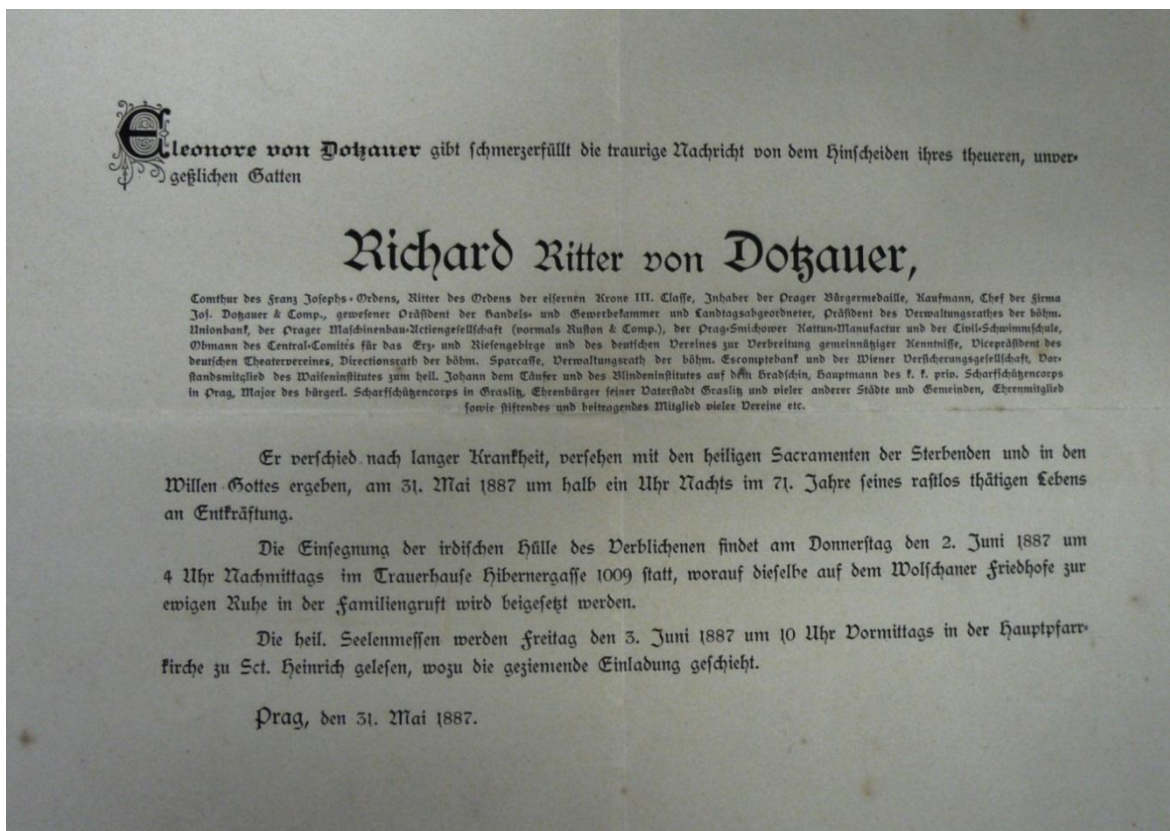 Eleonore von Dotzauer gibt schmerzerfüllt die traurige Nachricht von dem Hinscheiden ihres theueren, unver-
geßlichen Gatten
Richard Ritter von Dotzauer,
Comthur des Franz Josephs-Ordens, Ritter des Ordens der eisernen Krone III. Classe, Inhaber der Prager Bürgermedaille, Kaufmann, Chef der Firma
Jos. Dotzauer & Comp., gewesener Präsident der Handels- und Gewerbekammer und Landtagsabgeordneter, Präsident des Verwaltungsrathes der böhm.
Unionbank, der Prager Maschinenbau-Actiengesellschaft (vormals Ruston & Comp.), der Prag-Smichower Kattun-Manufactur und der Civil-Schwimmschule,
Obmann des Central-Comités für das Erz- und Riesengebirge und des deutschen Vereines zur Verbreitung gemeinnütziger Kenntnisse, Vicepräsident des
deutschen Theatervereines, Directionsrath der böhm. Sparcasse, Verwaltungsrath der böhm. Escomptebank und der Wiener Versicherungsgesellschaft, Vor-
standsmitglied des Waiseninstitutes zum heil. Johann dem Täufer und des Blindeninstitutes auf dem Hradschin, Hauptmann des k. k. priv. Scharfschützencorps
in Prag, Major des bürgerl. Scharfschützencorps in Graslitz, Ehrenbürger seiner Vaterstadt Graslitz und vieler anderer Städte und Gemeinden, Ehrenmitglied
sowie stiftendes und beitragendes Mitglied vieler Vereine etc.
Er verschied nach langer Krankheit, versehen mit den heiligen Sacramenten der Sterbenden und in den
Willen Gottes ergeben, am 31. Mai 1887 um halb ein Uhr Nachts im 71. Jahre seines rastlos thätigen Lebens
an Entkräftung.
Die Einsegnung der irdischen Hülle des Verblichenen findet am Donnerstag den 2. Juni 1887 um
4 Uhr Nachmittags im Trauerhause Hibernergasse 1009 statt, worauf dieselbe auf dem Wolschaner Friedhofe zur
ewigen Ruhe in der Familiengruft wird beigesetzt werden.
Die heil. Seelenmessen werden Freitag den 3. Juni 1887 um 10 Uhr Vormittags in der Hauptpfarr-
kirche zu Sct. Heinrich gelesen, wozu die geziemende Einladung geschieht.
Prag, den 31. Mai 1887.